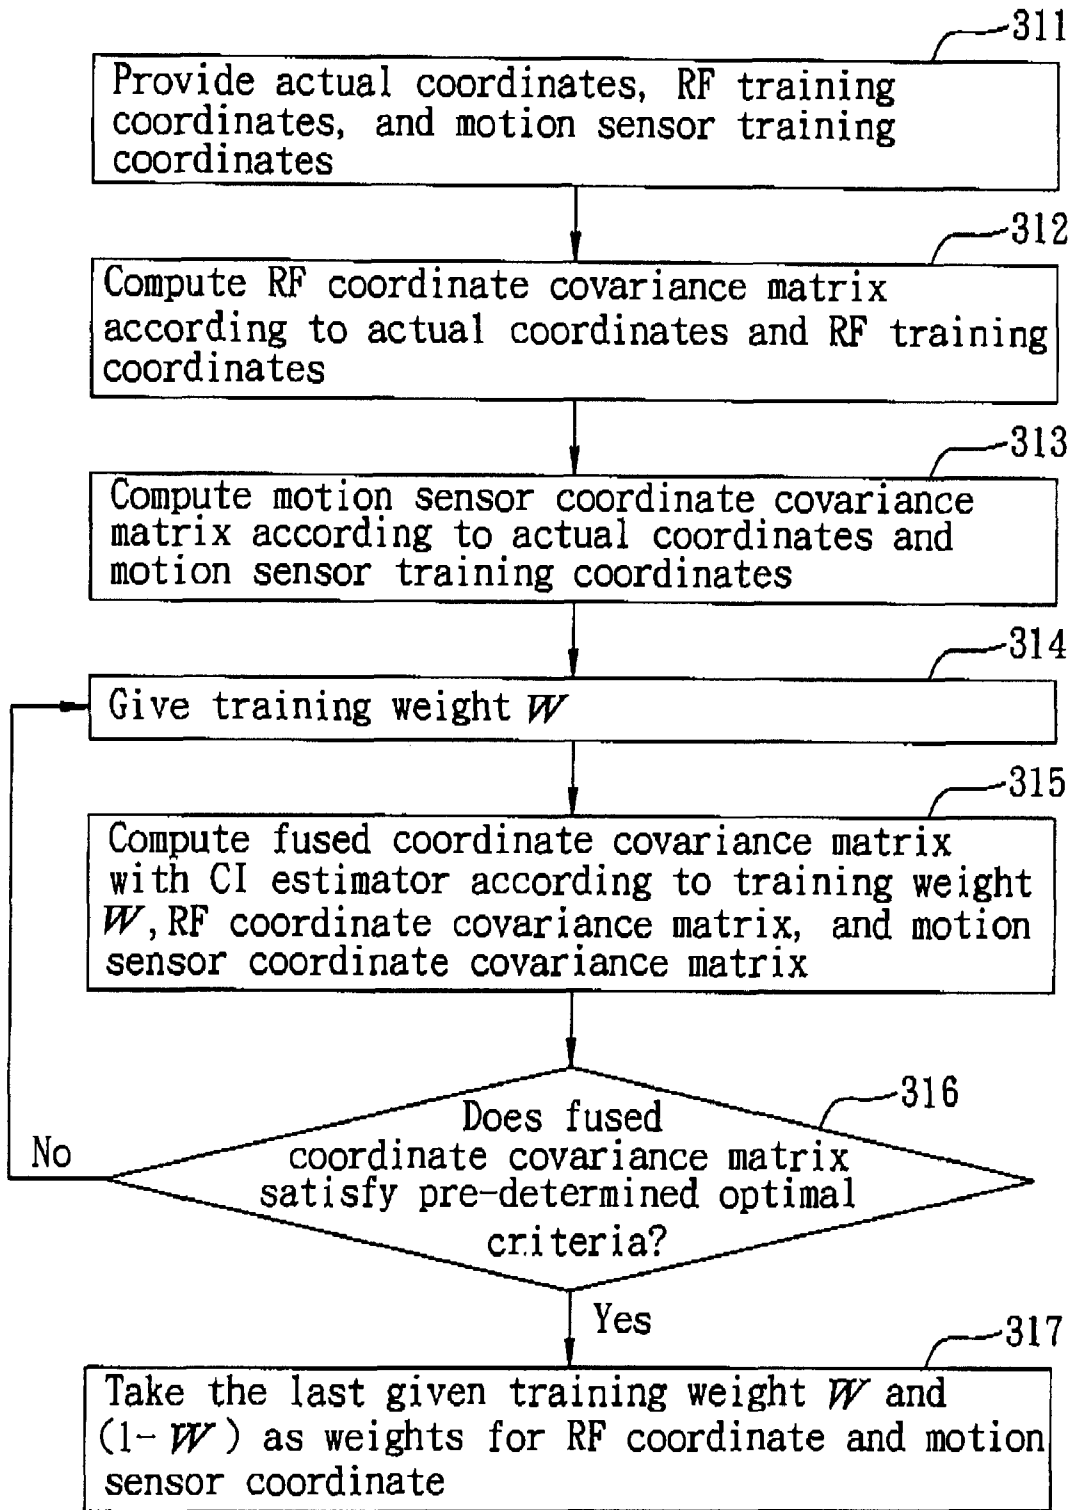 311
Provide actual coordinates, RF training
coordinates, and motion sensor training
coordinates
312
Compute RF coordinate covariance matrix
according to actual coordinates and RF training
coordinates
313
Compute motion sensor coordinate covariance
matrix according to actual coordinates and
motion sensor training coordinates
314
Give training weight W
315
Compute fused coordinate covariance matrix
with CI estimator according to training weight
W, RF coordinate covariance matrix, and motion
sensor coordinate covariance matrix
316
Does fused
coordinate covariance matrix
satisfy pre-determined optimal
criteria?
No
Yes
317
Take the last given training weight W and
(1- W) as weights for RF coordinate and motion
sensor coordinate